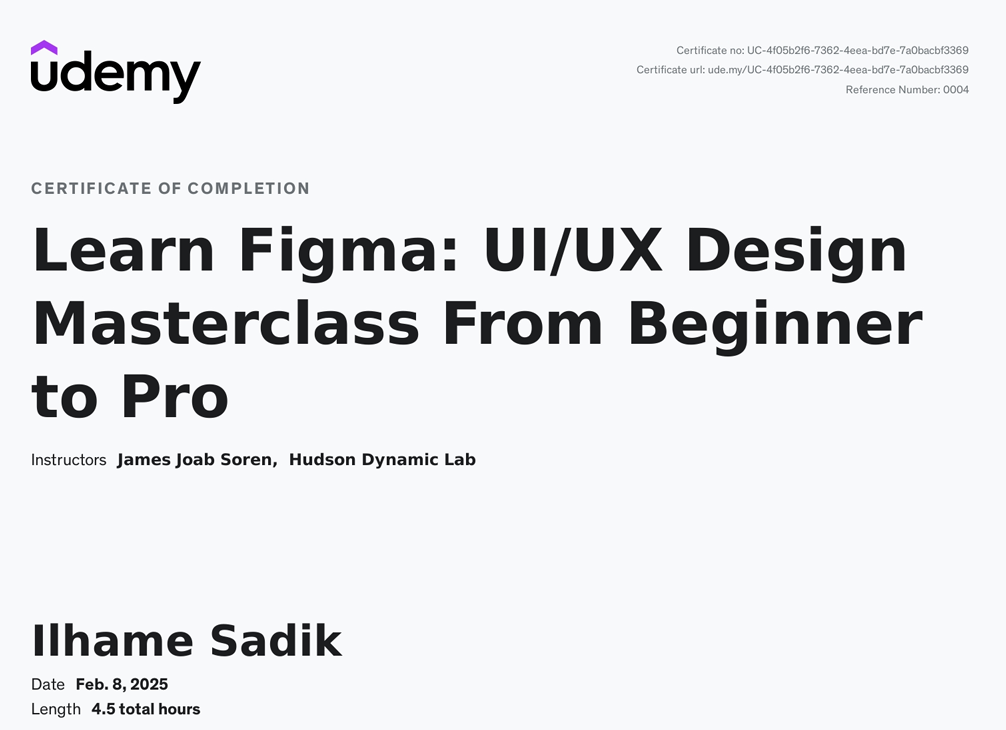 udemy
Certificate no: UC-4f05b2f6-7362-4eea-bd7e-7a0bacbf3369
Certificate url: ude.my/UC-4f05b2f6-7362-4eea-bd7e-7a0bacbf3369
Reference Number: 0004
CERTIFICATE OF COMPLETION
Learn Figma: UI/UX Design
Masterclass From Beginner
to Pro
Instructors James Joab Soren, Hudson Dynamic Lab
Ilhame Sadik
Date Feb. 8, 2025
Length 4.5 total hours